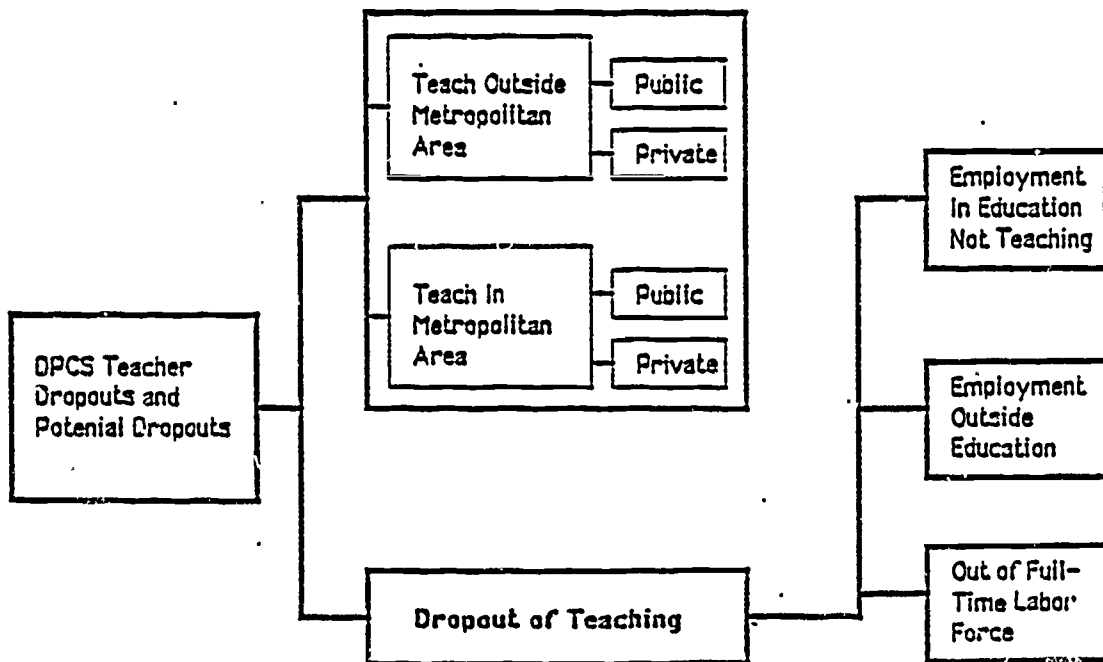 DPCS Teacher
Dropouts and
Potenial Dropouts
Teach Outside
Metropolitan
Area
Public
Private
Teach In
Metropolitan
Area
Public
Private
Dropout of Teaching
Employment
In Education
Not Teaching
Employment
Outside
Education
Out of Full-
Time Labor
Force